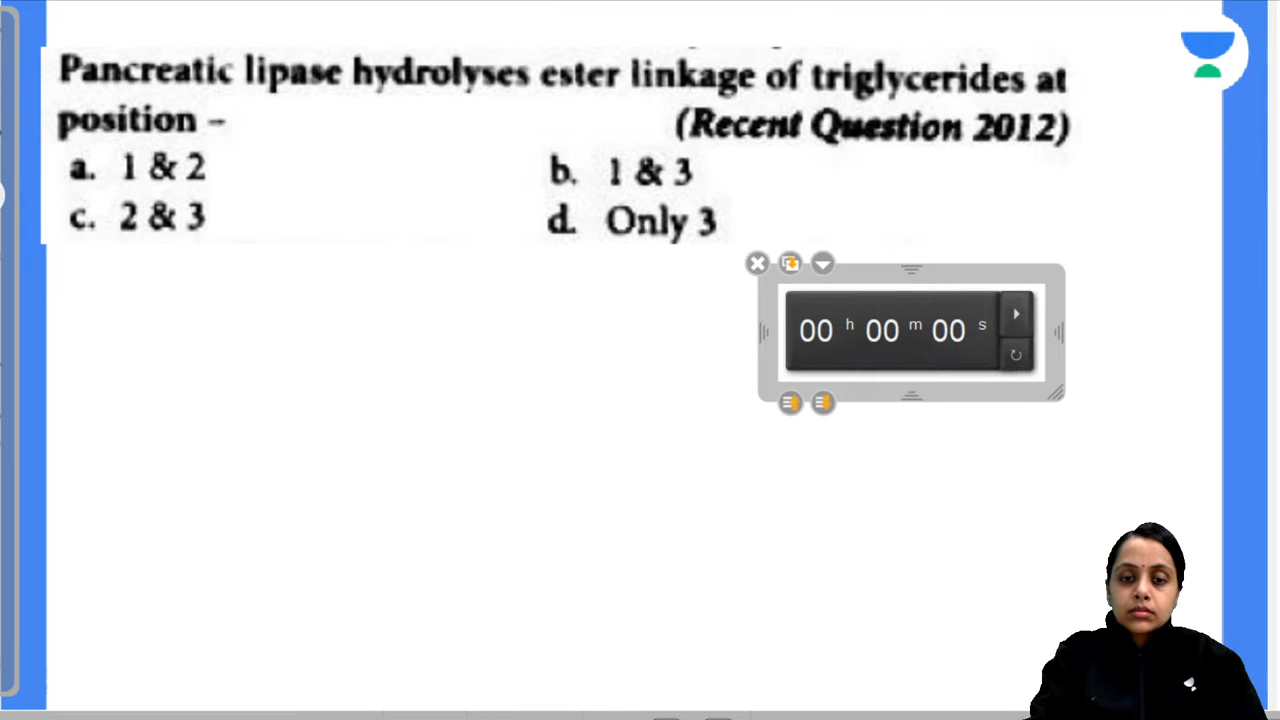 Pancreatic lipase hydrolyses ester linkage of triglycerides at
position – (Recent Question 2012)
a. 1 & 2 b. 1 & 3
c. 2 & 3 d. Only 3
00 h 00 m 00 s